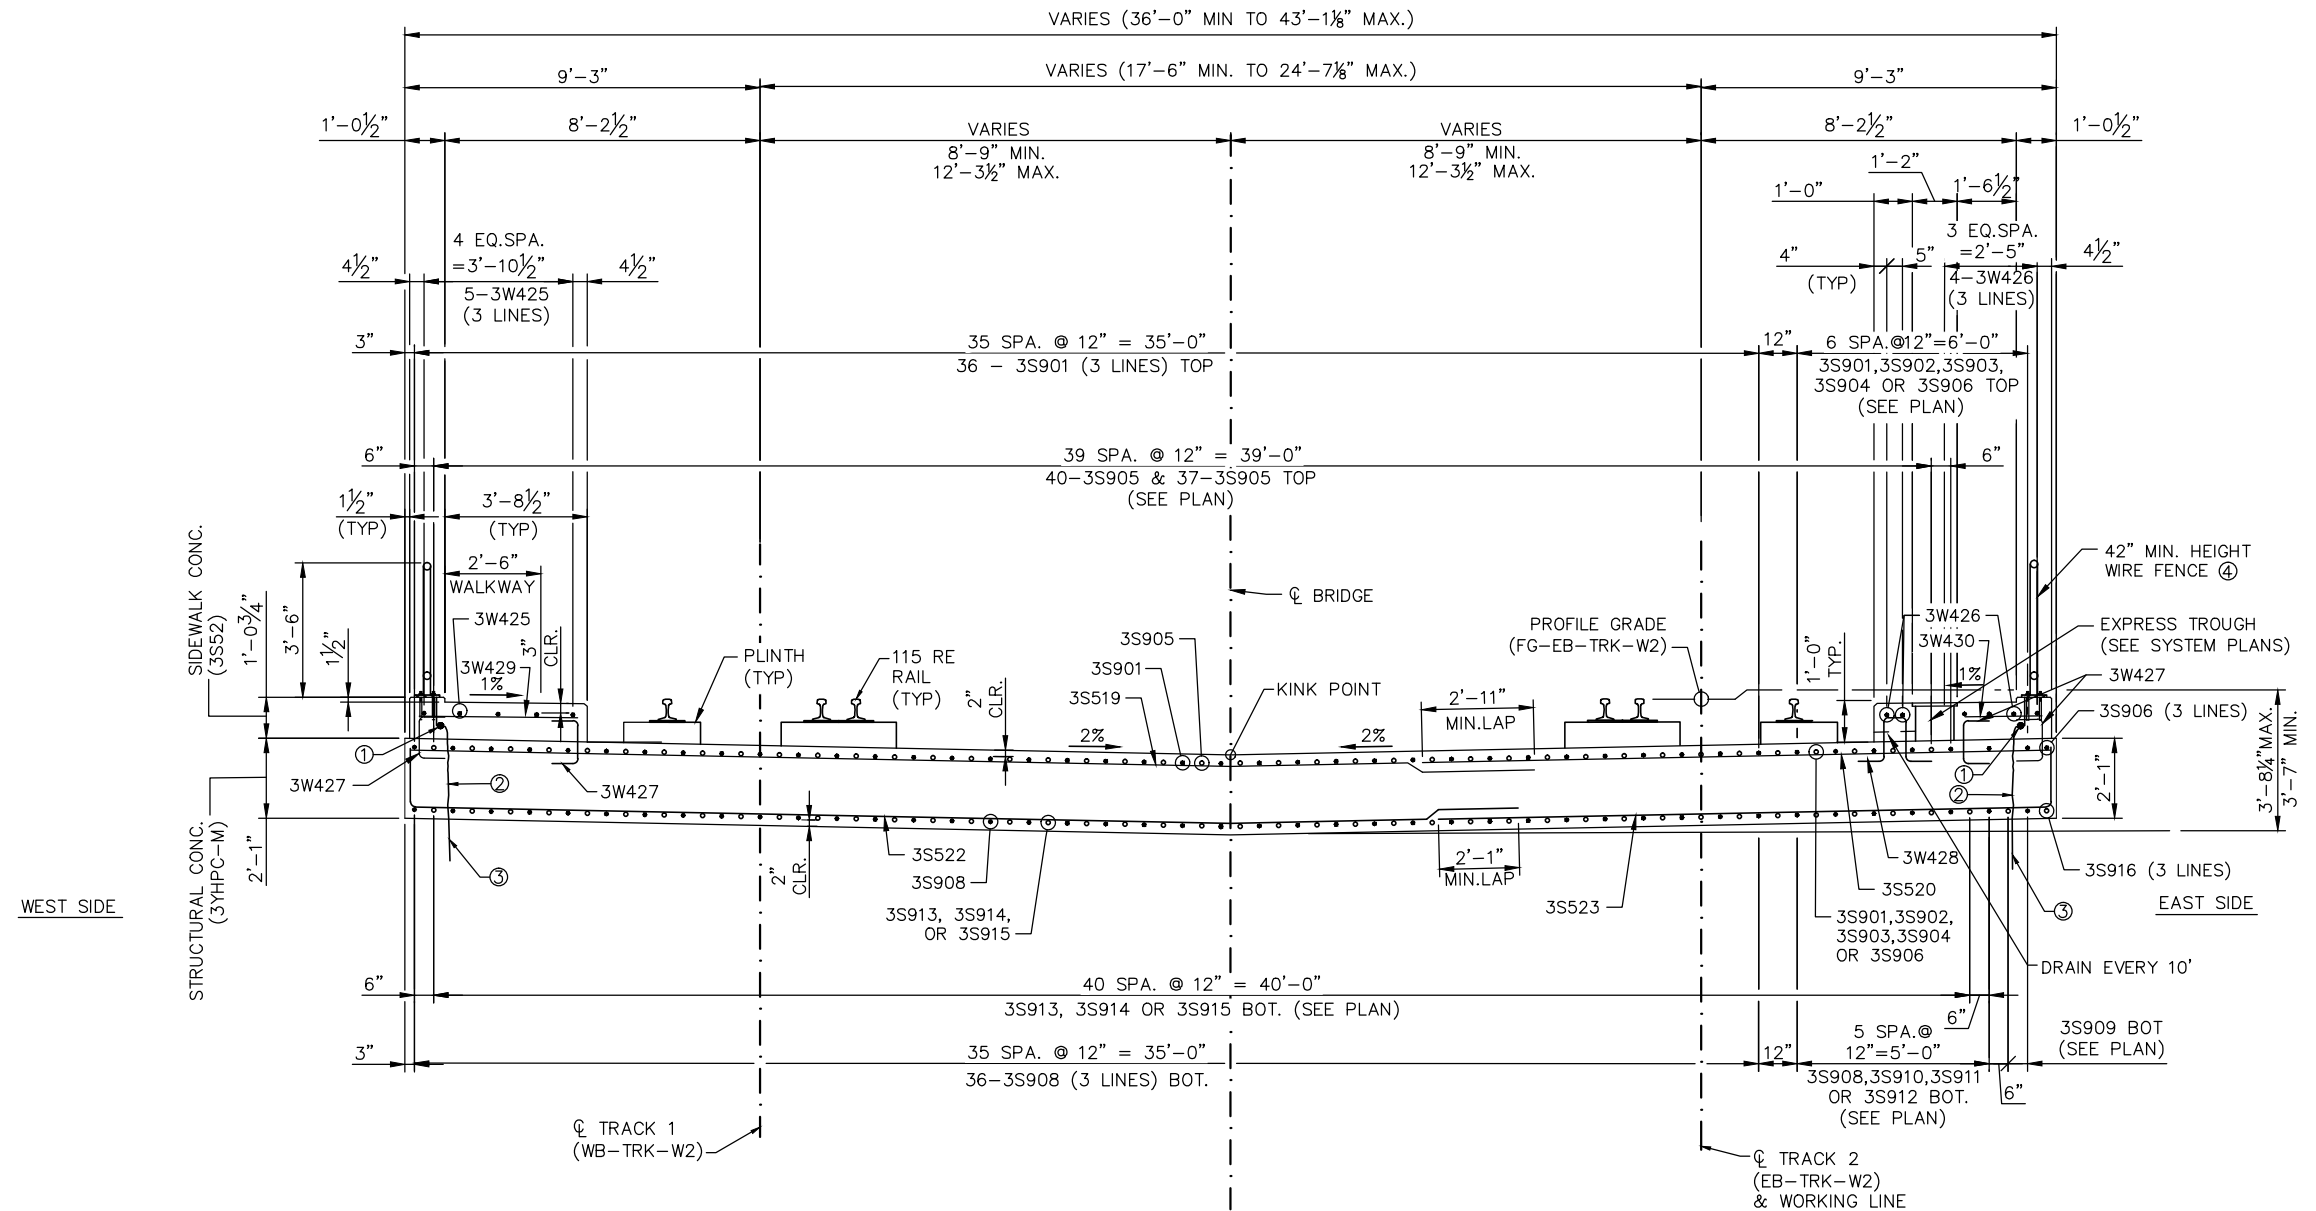 VARIES (36'-0" MIN TO 43'-1⅛" MAX.)
9'-3"
VARIES (17'-6" MIN. TO 24'-7⅛" MAX.)
9'-3"
1'-0½"
8'-2½"
VARIES
8'-9" MIN.
12'-3½" MAX.
VARIES
8'-9" MIN.
12'-3½" MAX.
8'-2½"
1'-0½"
1'-2"
1'-0"
1'-6½"
4 EQ.SPA.
=3'-10½"
4½"
4½"
5-3W425
(3 LINES)
3 EQ.SPA.
=2'-5"
4"
(TYP)
5"
4½"
4-3W426
(3 LINES)
3"
35 SPA. @ 12" = 35'-0"
36 - 3S901 (3 LINES) TOP
12"
6 SPA.@12"=6'-0"
3S901,3S902,3S903,
3S904 OR 3S906 TOP
(SEE PLAN)
6"
39 SPA. @ 12" = 39'-0"
40-3S905 & 37-3S905 TOP
(SEE PLAN)
6"
1½"
(TYP)
3'-8½"
(TYP)
2'-6"
WALKWAY
SIDEWALK CONC.
(3S52)
1'-0¾"
3'-6"
1½"
3W425
3W429
1%
3"
CLR.
PLINTH
(TYP)
115 RE
RAIL
(TYP)
3S905
3S901
3S519
2"
CLR.
℄ BRIDGE
KINK POINT
2%
2%
2'-11"
MIN.LAP
PROFILE GRADE
(FG-EB-TRK-W2)
1'-0"
TYP.
3W426
3W430
1%
42" MIN. HEIGHT
WIRE FENCE ④
EXPRESS TROUGH
(SEE SYSTEM PLANS)
3W427
3S906 (3 LINES)
①
②
③
3W427
3W427
①
②
③
2'-1"
3'-8¼"MAX.
3'-7" MIN.
STRUCTURAL CONC.
(3YHPC-M)
2'-1"
3S522
3S908
3S913, 3S914,
OR 3S915
2"
CLR.
2'-1"
MIN.LAP
3S523
3W428
3S520
3S901,3S902,
3S903,3S904
OR 3S906
3S916 (3 LINES)
DRAIN EVERY 10'
WEST SIDE
EAST SIDE
6"
40 SPA. @ 12" = 40'-0"
3S913, 3S914 OR 3S915 BOT. (SEE PLAN)
6"
3"
35 SPA. @ 12" = 35'-0"
36-3S908 (3 LINES) BOT.
12"
5 SPA.@
12"=5'-0"
3S908,3S910,3S911
OR 3S912 BOT.
(SEE PLAN)
6"
3S909 BOT
(SEE PLAN)
℄ TRACK 1
(WB-TRK-W2)
℄ TRACK 2
(EB-TRK-W2)
& WORKING LINE